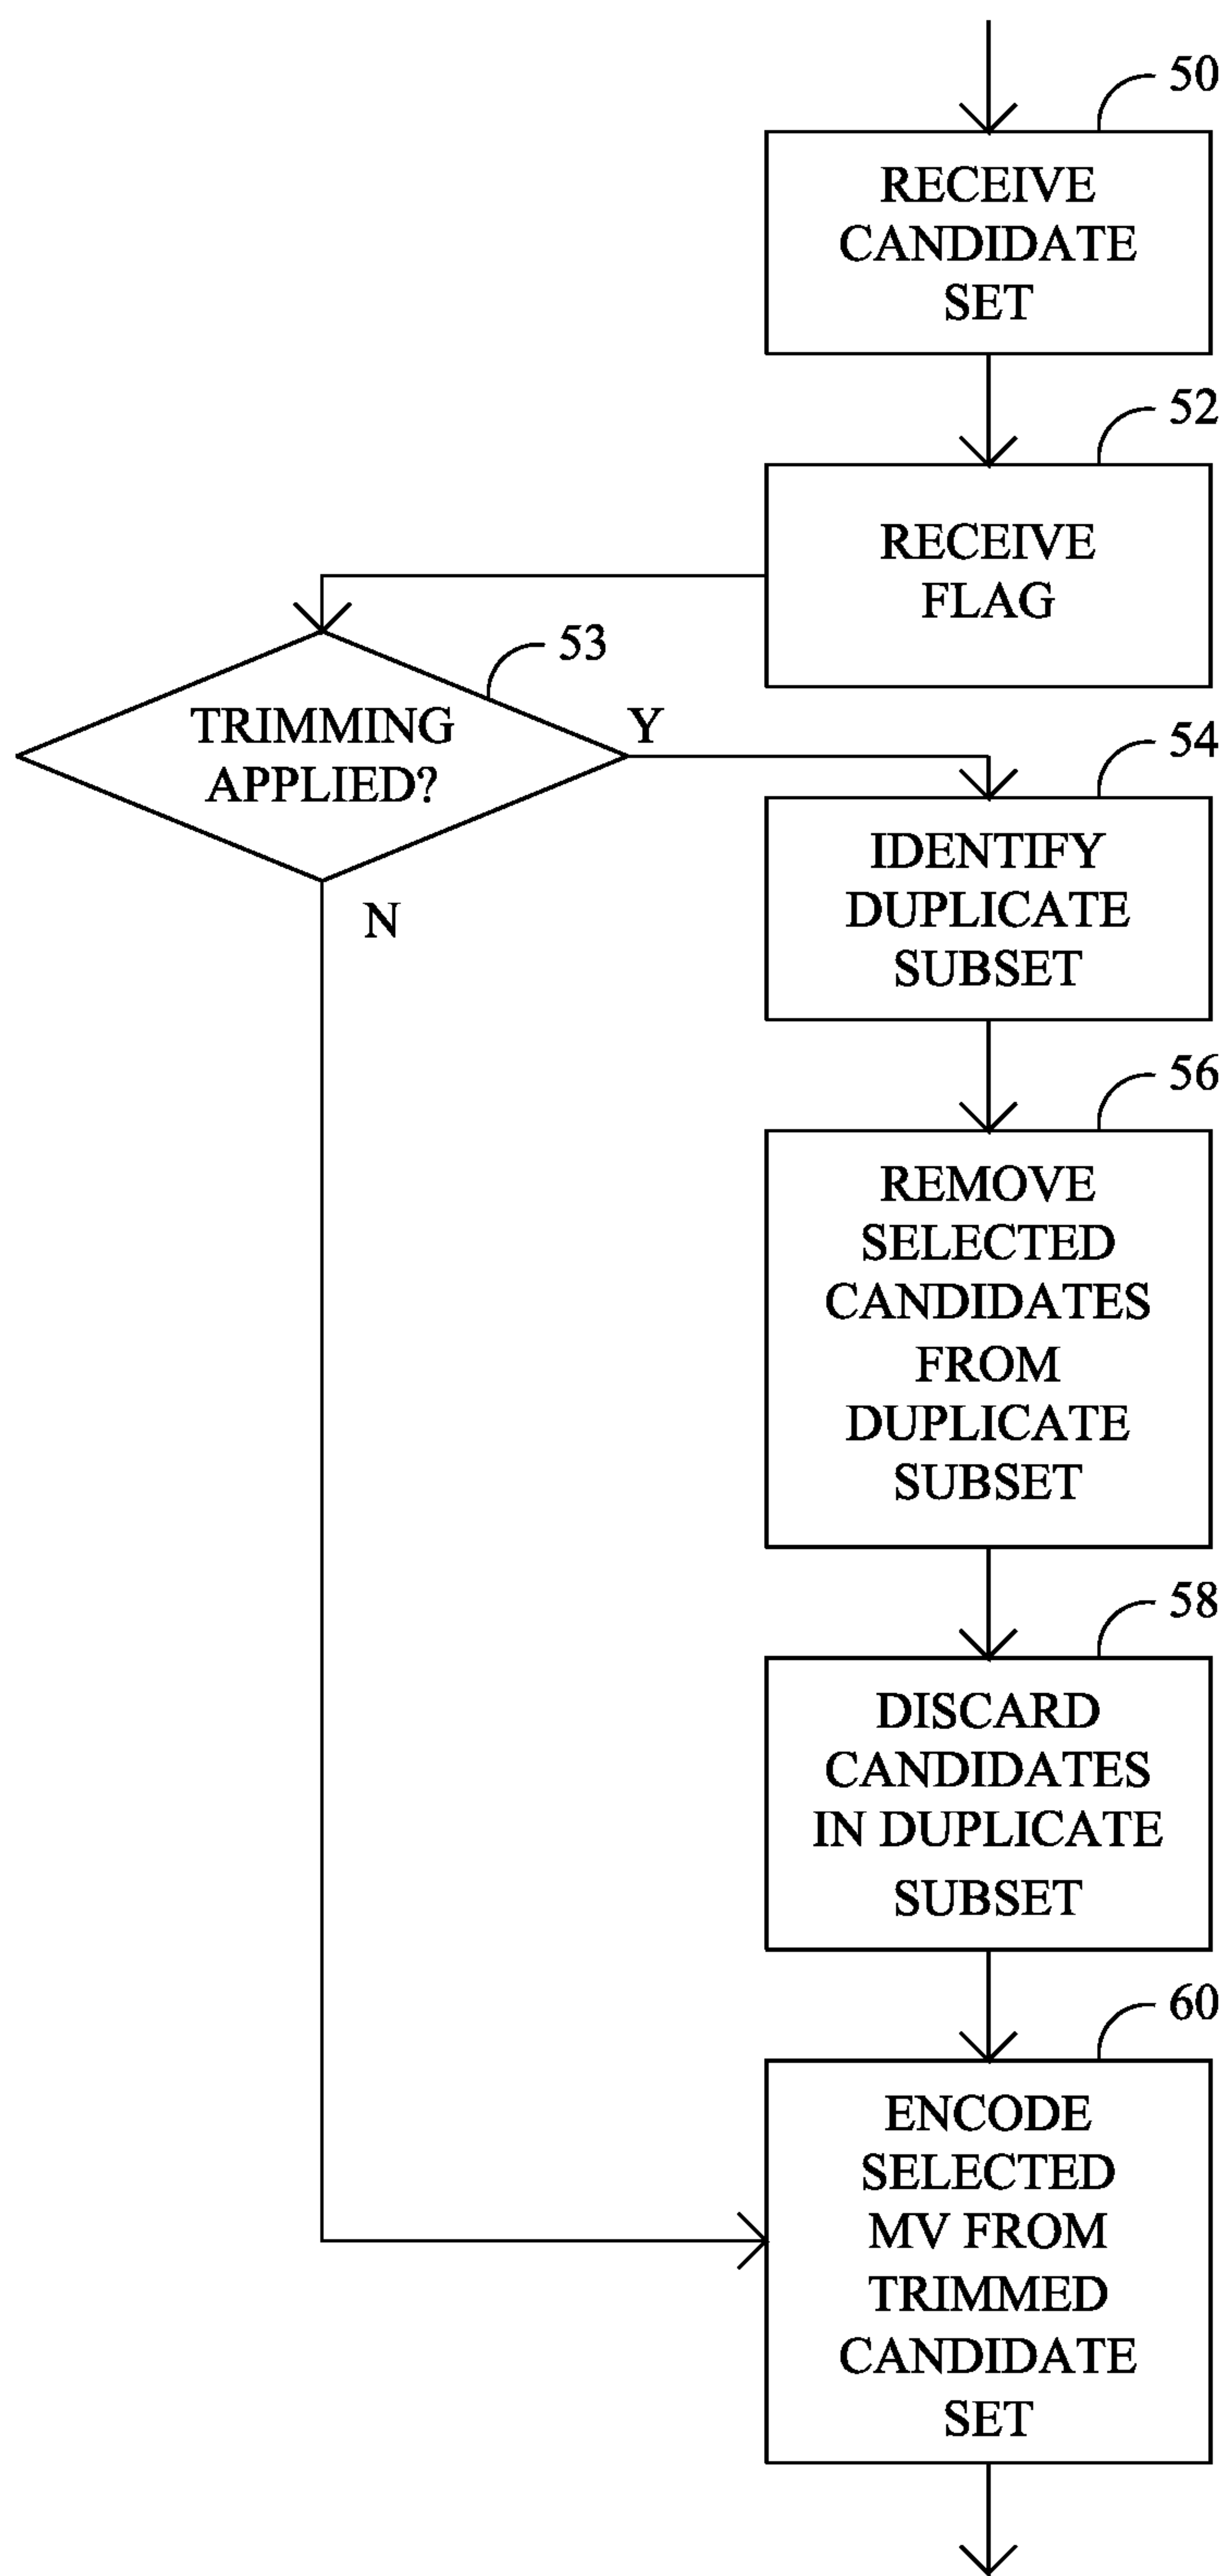 50
RECEIVE
CANDIDATE
SET
52
RECEIVE
FLAG
53
TRIMMING
APPLIED?
Y
N
54
IDENTIFY
DUPLICATE
SUBSET
56
REMOVE
SELECTED
CANDIDATES
FROM
DUPLICATE
SUBSET
58
DISCARD
CANDIDATES
IN DUPLICATE
SUBSET
60
ENCODE
SELECTED
MV FROM
TRIMMED
CANDIDATE
SET